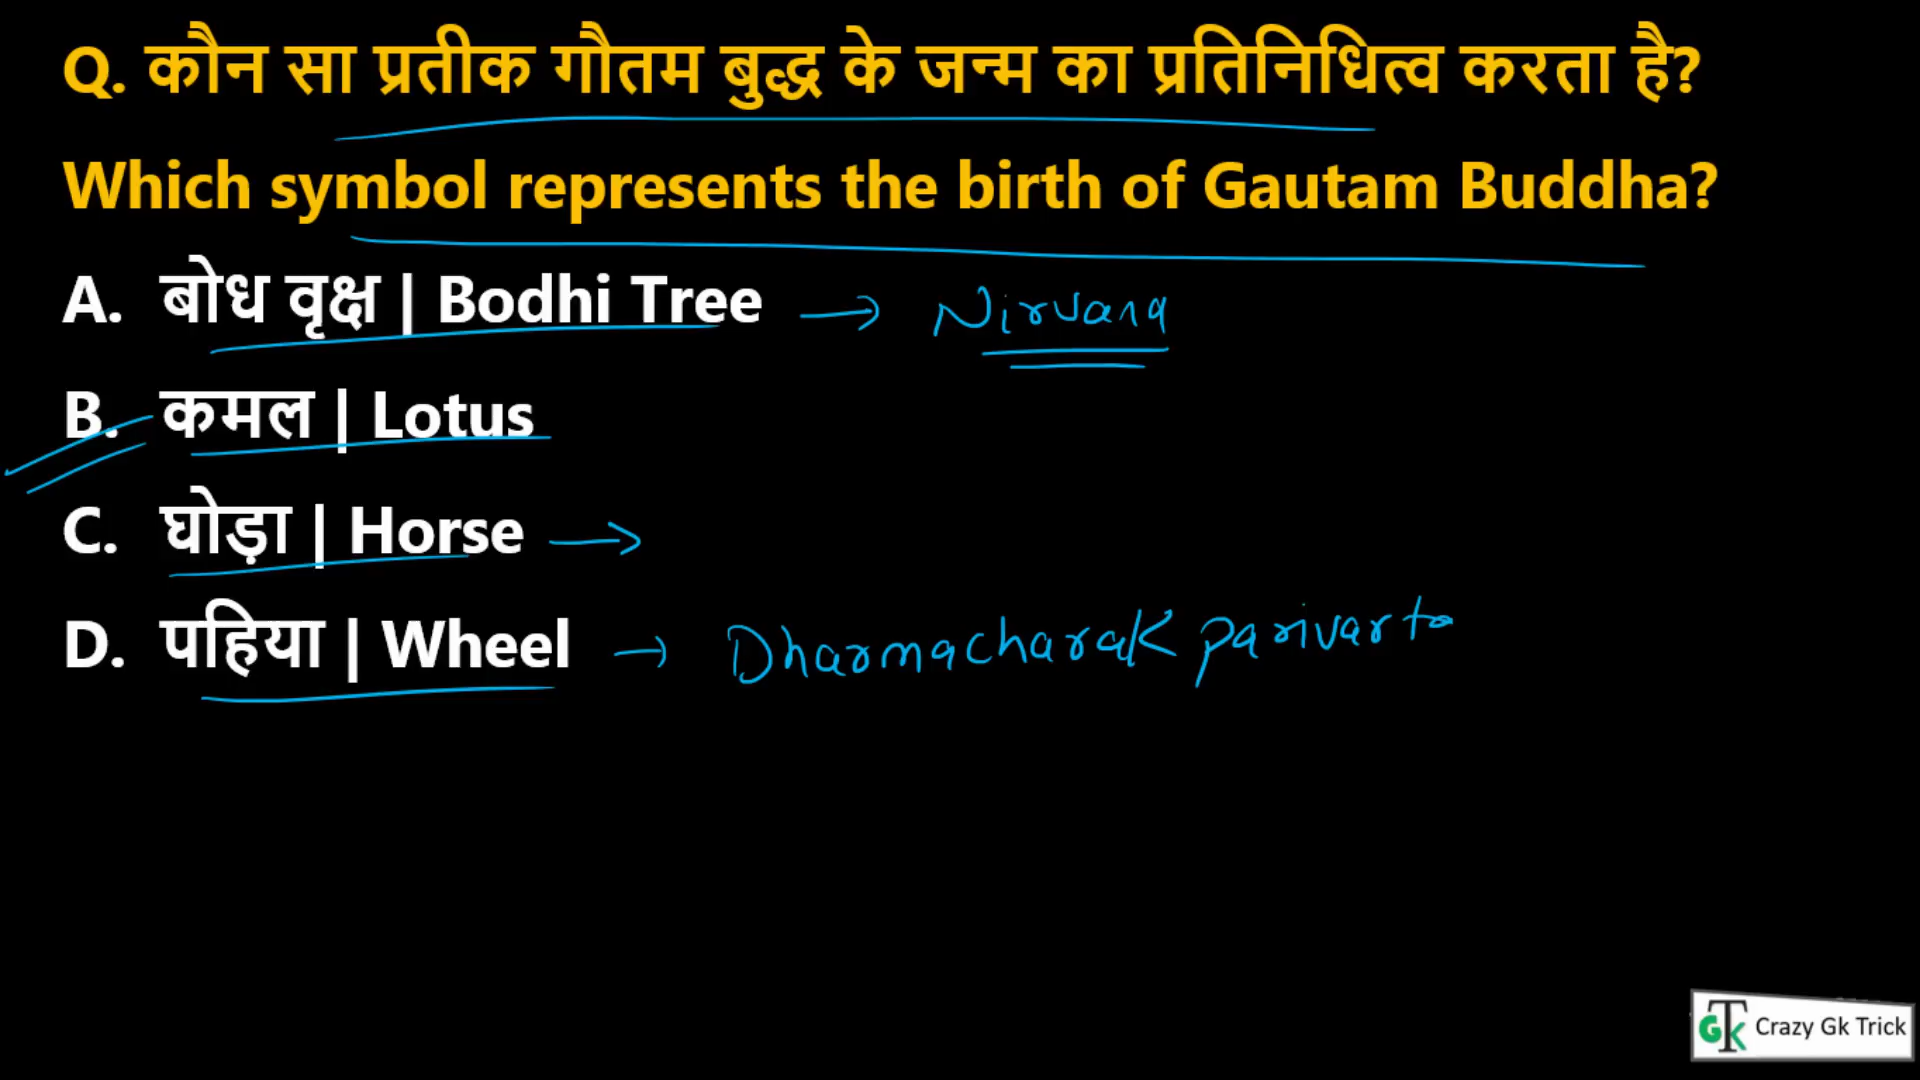 Q. कौन सा प्रतीक गौतम बुद्ध के जन्म का प्रतिनिधित्व करता है?
Which symbol represents the birth of Gautam Buddha?
A. बोध वृक्ष | Bodhi Tree → Nirvana
B. कमल | Lotus
C. घोड़ा | Horse →
D. पहिया | Wheel → Dharmacharak parivarta
GTK Crazy Gk Trick